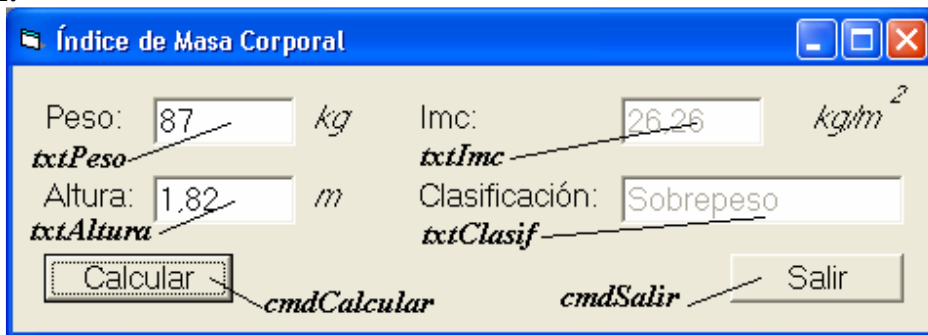 Índice de Masa Corporal
Peso: 87 kg Imc: 26,26 kg/m²
txtPeso txtImc
Altura: 1,82 m Clasificación: Sobrepeso
txtAltura txtClasif
Calcular cmdCalcular cmdSalir Salir